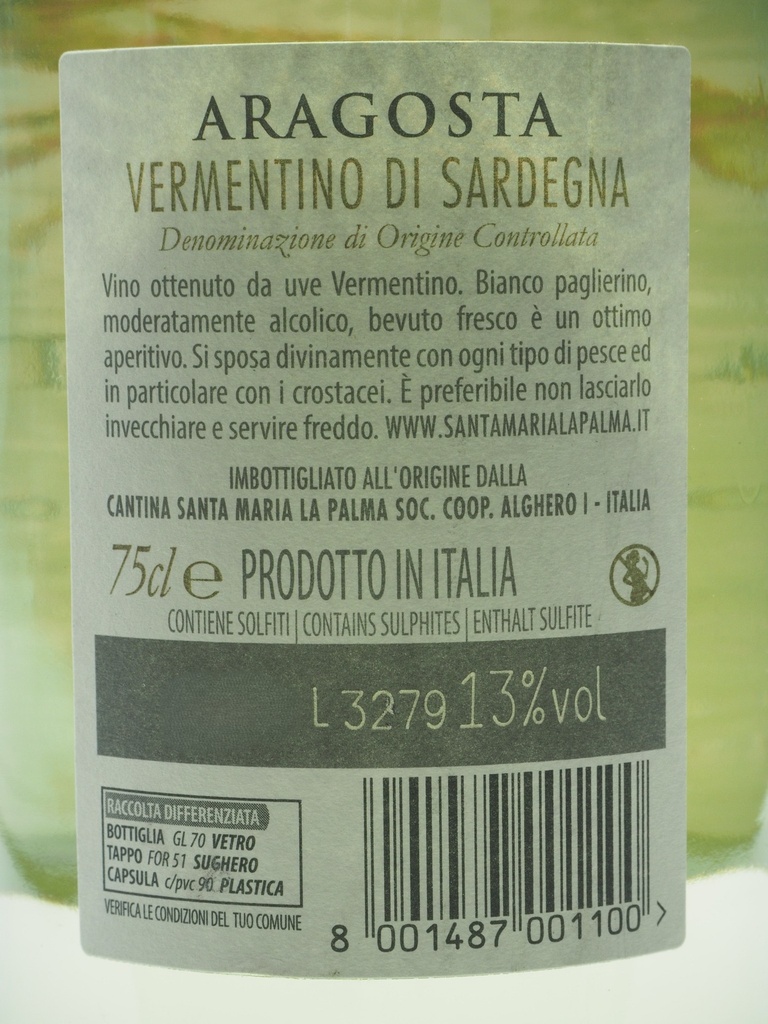 ARAGOSTA
VERMENTINO DI SARDEGNA
Denominazione di Origine Controllata
Vino ottenuto da uve Vermentino. Bianco paglierino,
moderatamente alcolico, bevuto fresco è un ottimo
aperitivo. Si sposa divinamente con ogni tipo di pesce ed
in particolare con i crostacei. È preferibile non lasciarlo
invecchiare e servire freddo. WWW.SANTAMARIALAPALMA.IT
IMBOTTIGLIATO ALL'ORIGINE DALLA
CANTINA SANTA MARIA LA PALMA SOC. COOP. ALGHERO I - ITALIA
75cl e PRODOTTO IN ITALIA
CONTIENE SOLFITI | CONTAINS SULPHITES | ENTHALT SULFITE
L 3279 13%vol
RACCOLTA DIFFERENZIATA
BOTTIGLIA GL 70 VETRO
TAPPO FOR 51 SUGHERO
CAPSULA c/pvc 90 PLASTICA
VERIFICA LE CONDIZIONI DEL TUO COMUNE
8 001487 001100 >